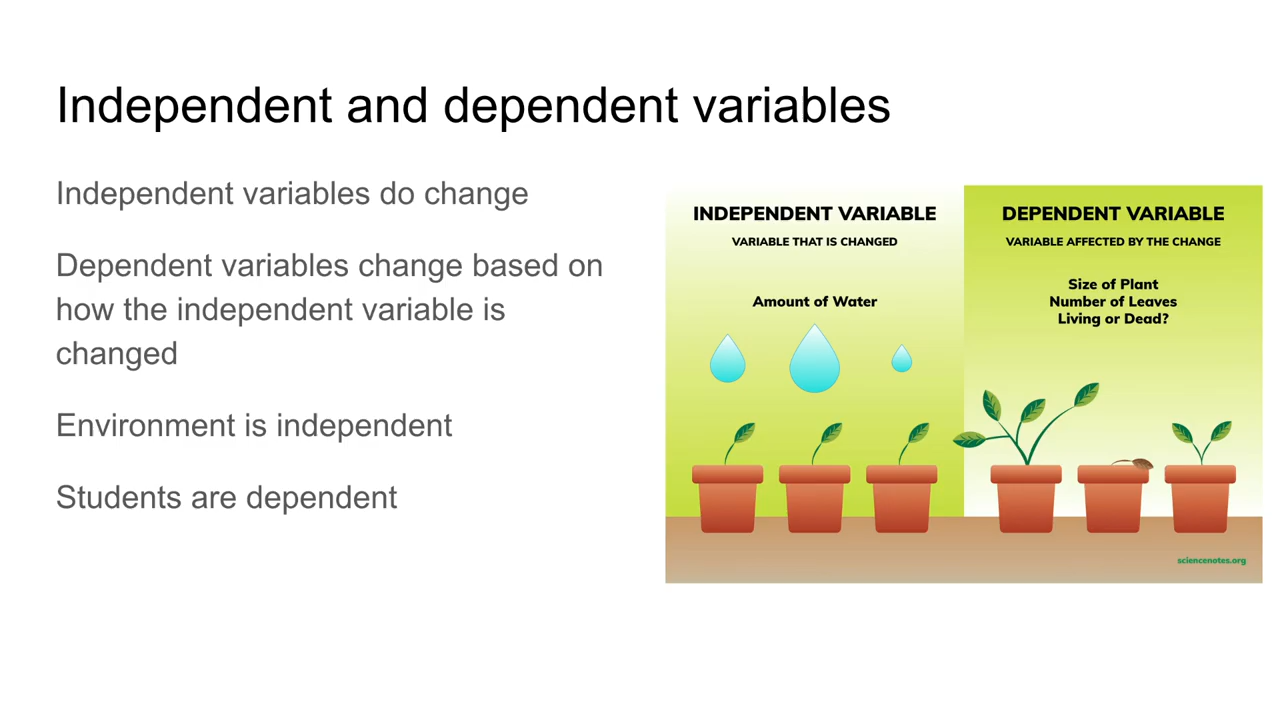 Independent and dependent variables
Independent variables do change
Dependent variables change based on
how the independent variable is
changed
Environment is independent
Students are dependent
INDEPENDENT VARIABLE
VARIABLE THAT IS CHANGED
Amount of Water
DEPENDENT VARIABLE
VARIABLE AFFECTED BY THE CHANGE
Size of Plant
Number of Leaves
Living or Dead?
sciencenotes.org